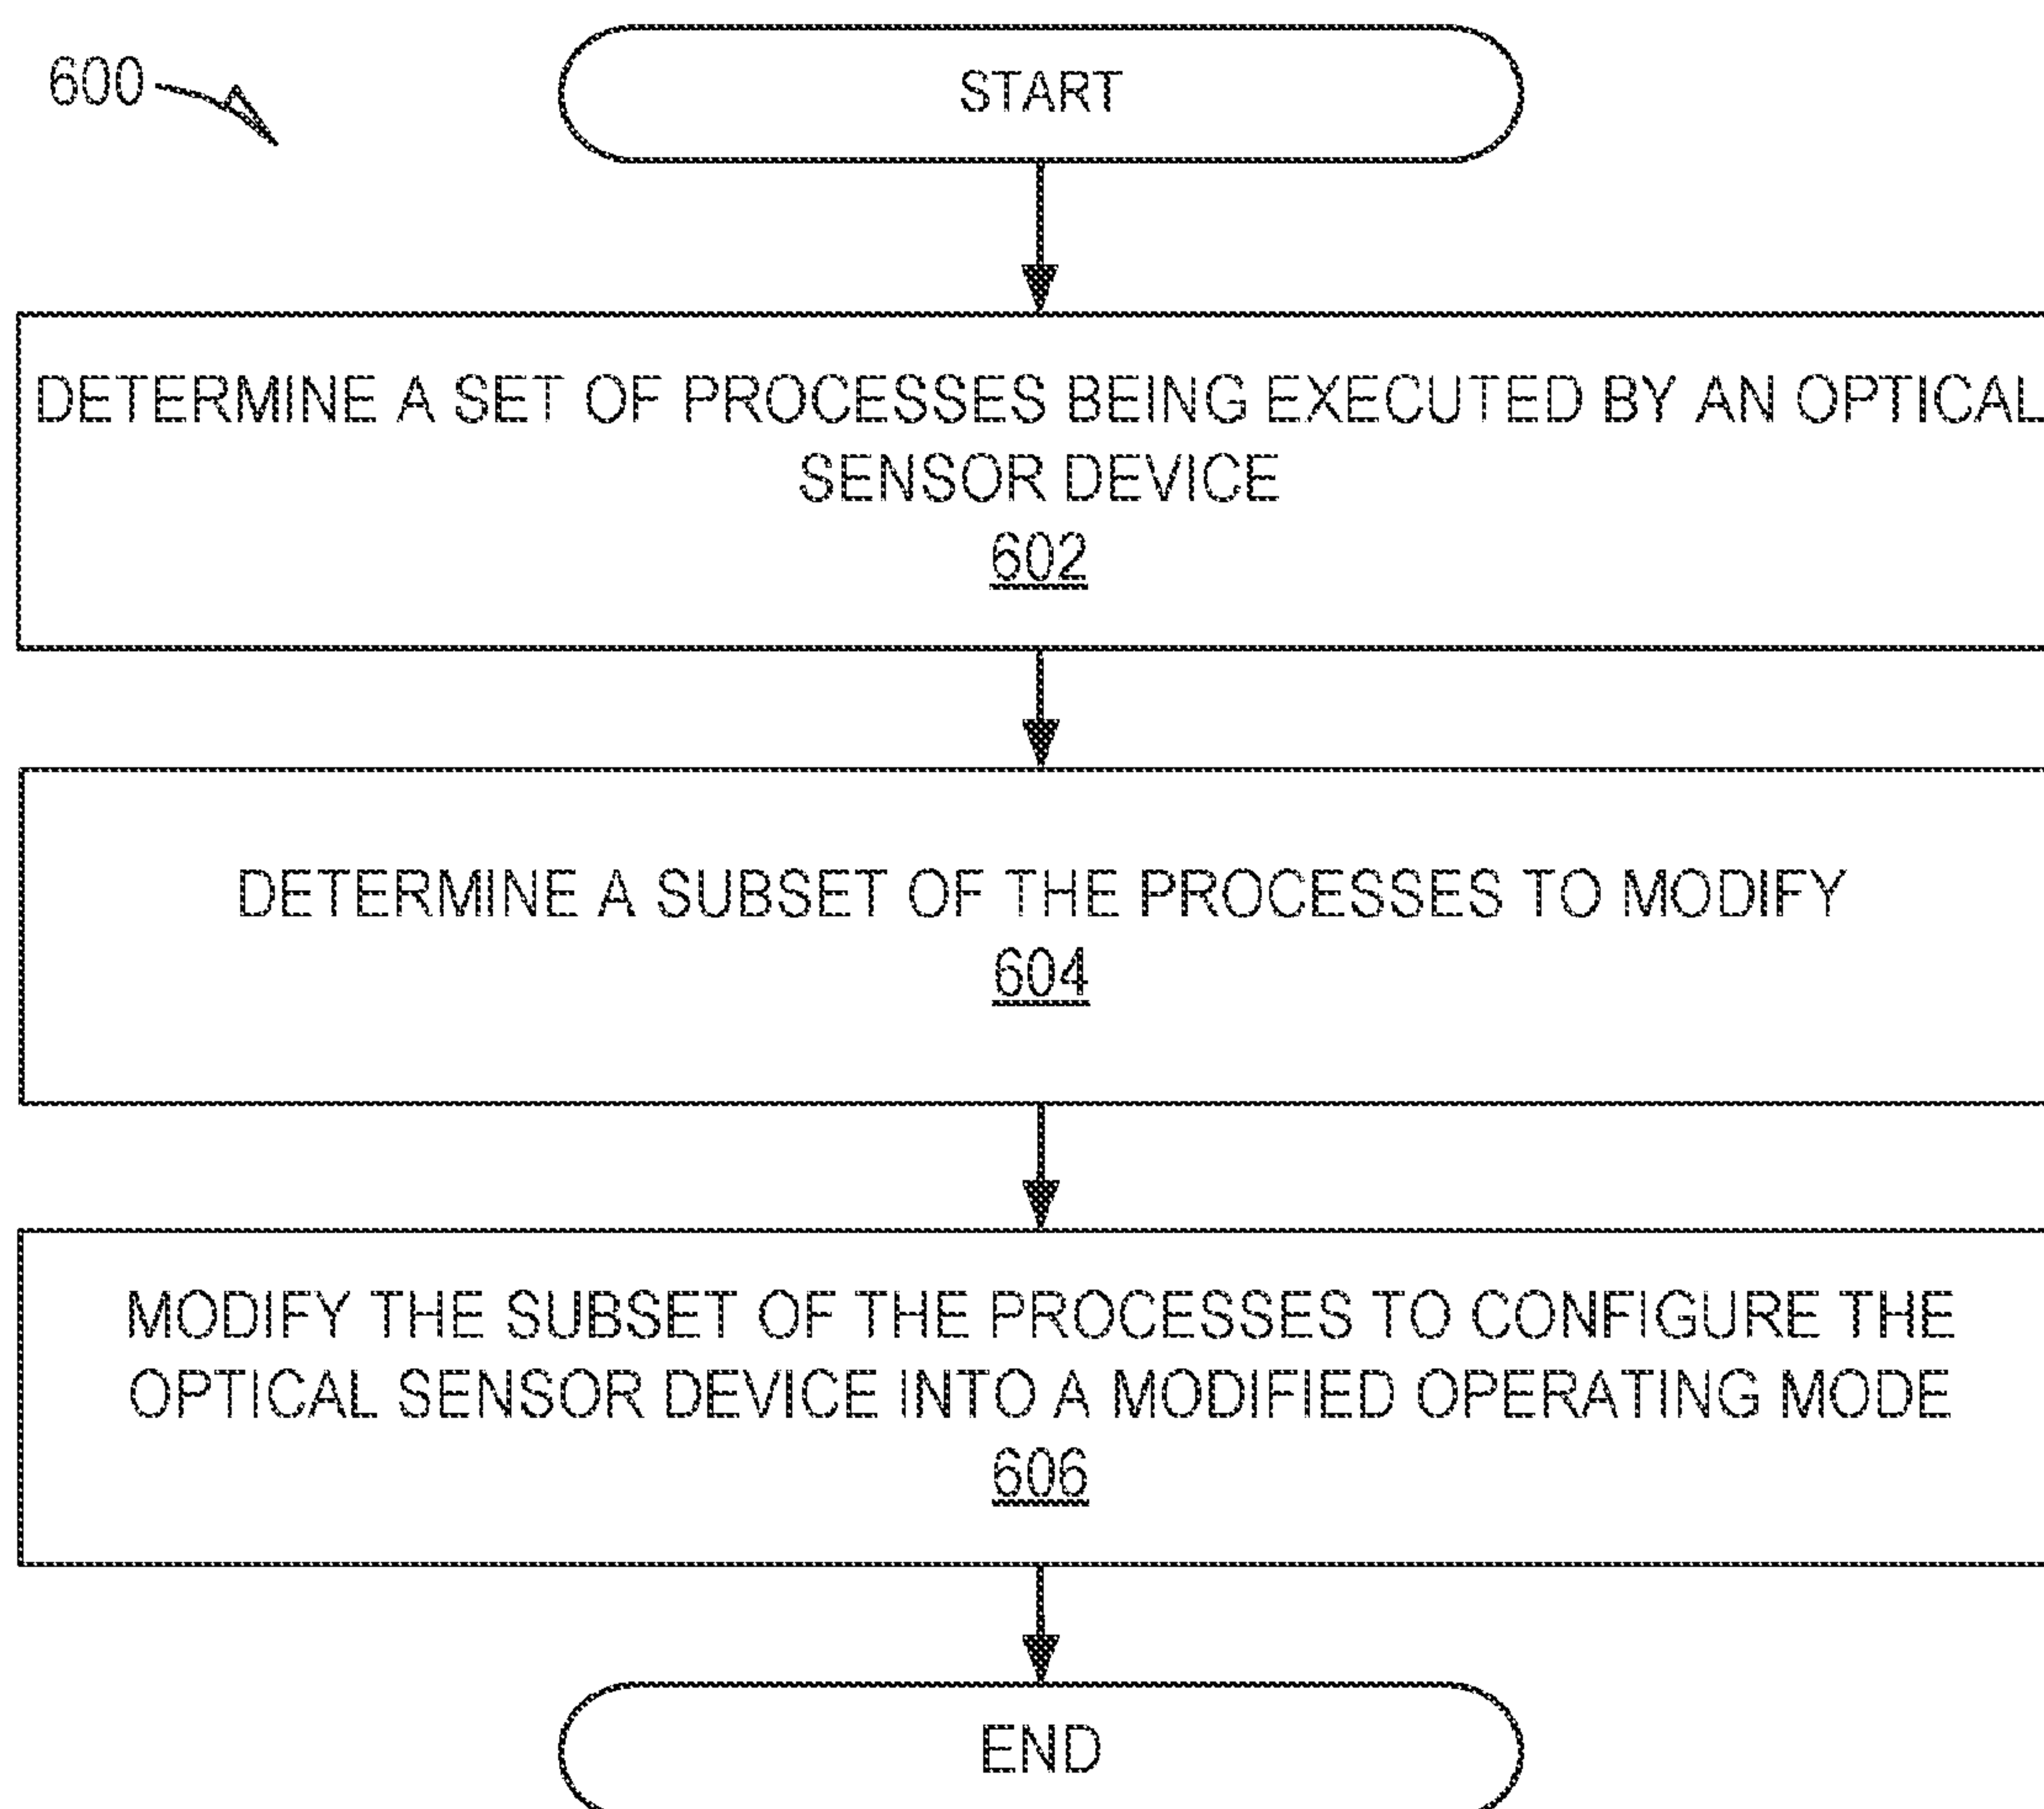 600
START
DETERMINE A SET OF PROCESSES BEING EXECUTED BY AN OPTICAL
SENSOR DEVICE
602
DETERMINE A SUBSET OF THE PROCESSES TO MODIFY
604
MODIFY THE SUBSET OF THE PROCESSES TO CONFIGURE THE
OPTICAL SENSOR DEVICE INTO A MODIFIED OPERATING MODE
606
END